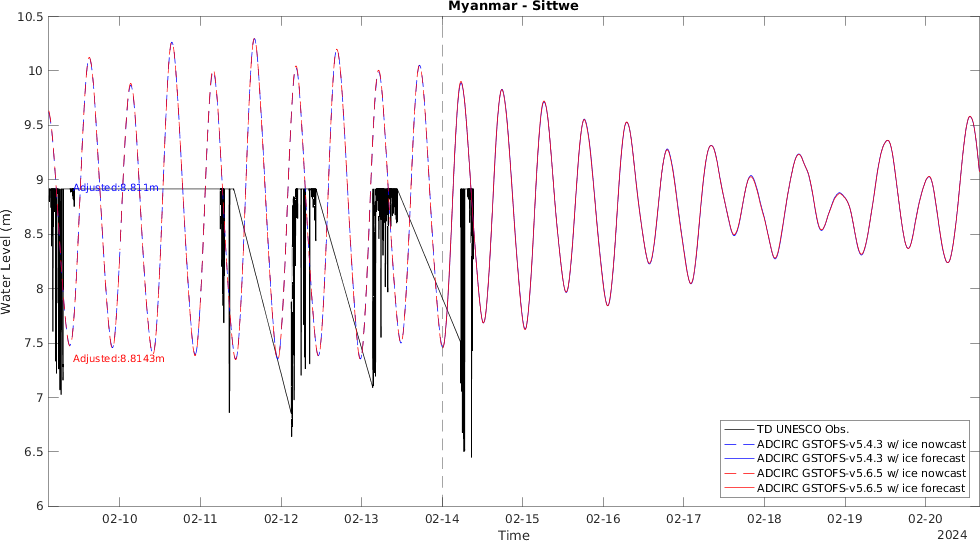 Myanmar - Sittwe
10.5
10
9.5
9
8.5
8
7.5
7
6.5
6
Water Level (m)
Adjusted:8.811m
Adjusted:8.8143m
TD UNESCO Obs.
ADCIRC GSTOFS-v5.4.3 w/ ice nowcast
ADCIRC GSTOFS-v5.4.3 w/ ice forecast
ADCIRC GSTOFS-v5.6.5 w/ ice nowcast
ADCIRC GSTOFS-v5.6.5 w/ ice forecast
02-10 02-11 02-12 02-13 02-14 02-15 02-16 02-17 02-18 02-19 02-20
Time
2024